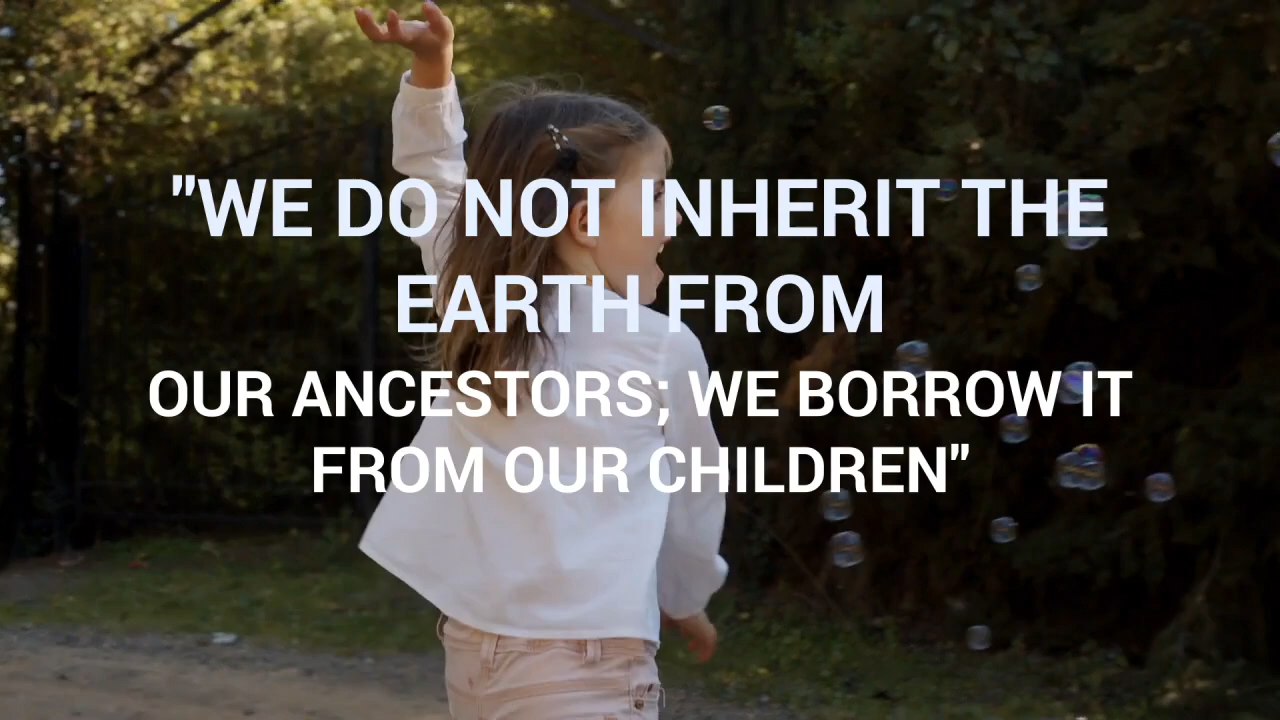 "WE DO NOT INHERIT THE
EARTH FROM
OUR ANCESTORS; WE BORROW IT
FROM OUR CHILDREN"